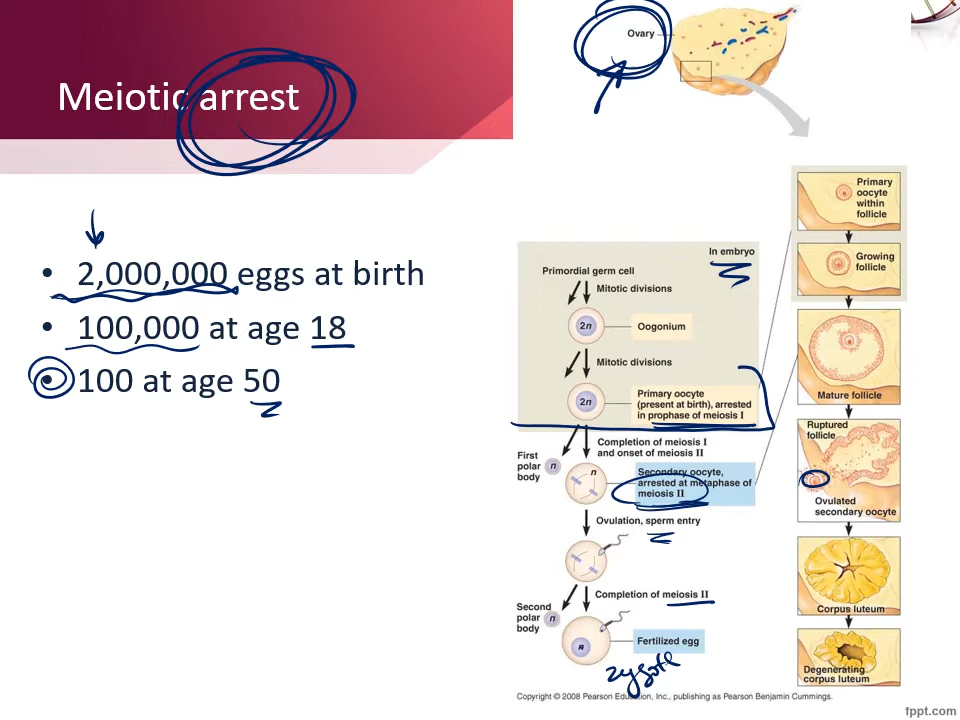 Meiotic arrest
• 2,000,000 eggs at birth
• 100,000 at age 18
• 100 at age 50
Ovary
In embryo
Primordial germ cell
Mitotic divisions
2n
Oogonium
Mitotic divisions
2n
Primary oocyte
(present at birth), arrested
in prophase of meiosis I
Completion of meiosis I
and onset of meiosis II
First
polar
body
n
n
Secondary oocyte,
arrested at metaphase of
meiosis II
Ovulation, sperm entry
Completion of meiosis II
Second
polar
body
n
Fertilized egg
zygote
Primary
oocyte
within
follicle
Growing
follicle
Mature follicle
Ruptured
follicle
Ovulated
secondary oocyte
Corpus luteum
Degenerating
corpus luteum
Copyright © 2008 Pearson Education, Inc., publishing as Pearson Benjamin Cummings.
fppt.com